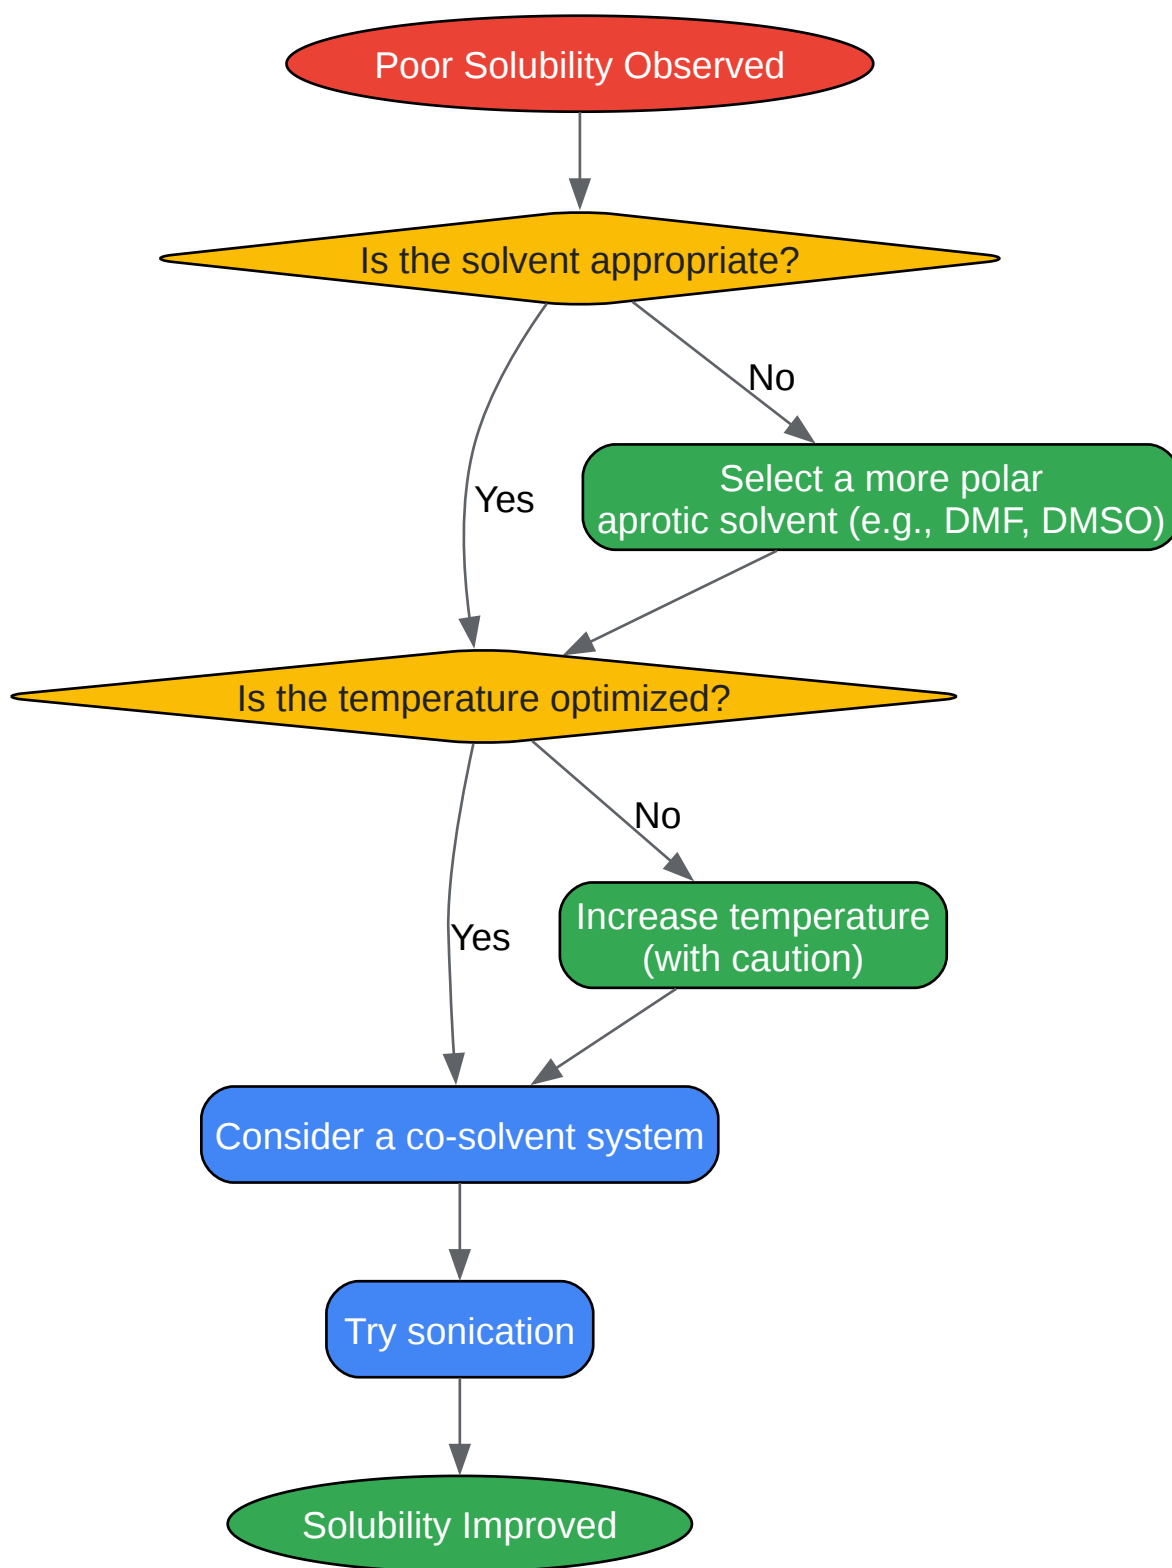 Poor Solubility Observed
Is the solvent appropriate?
No
Select a more polar
aprotic solvent (e.g., DMF, DMSO)
Yes
Is the temperature optimized?
No
Increase temperature
(with caution)
Yes
Consider a co-solvent system
Try sonication
Solubility Improved